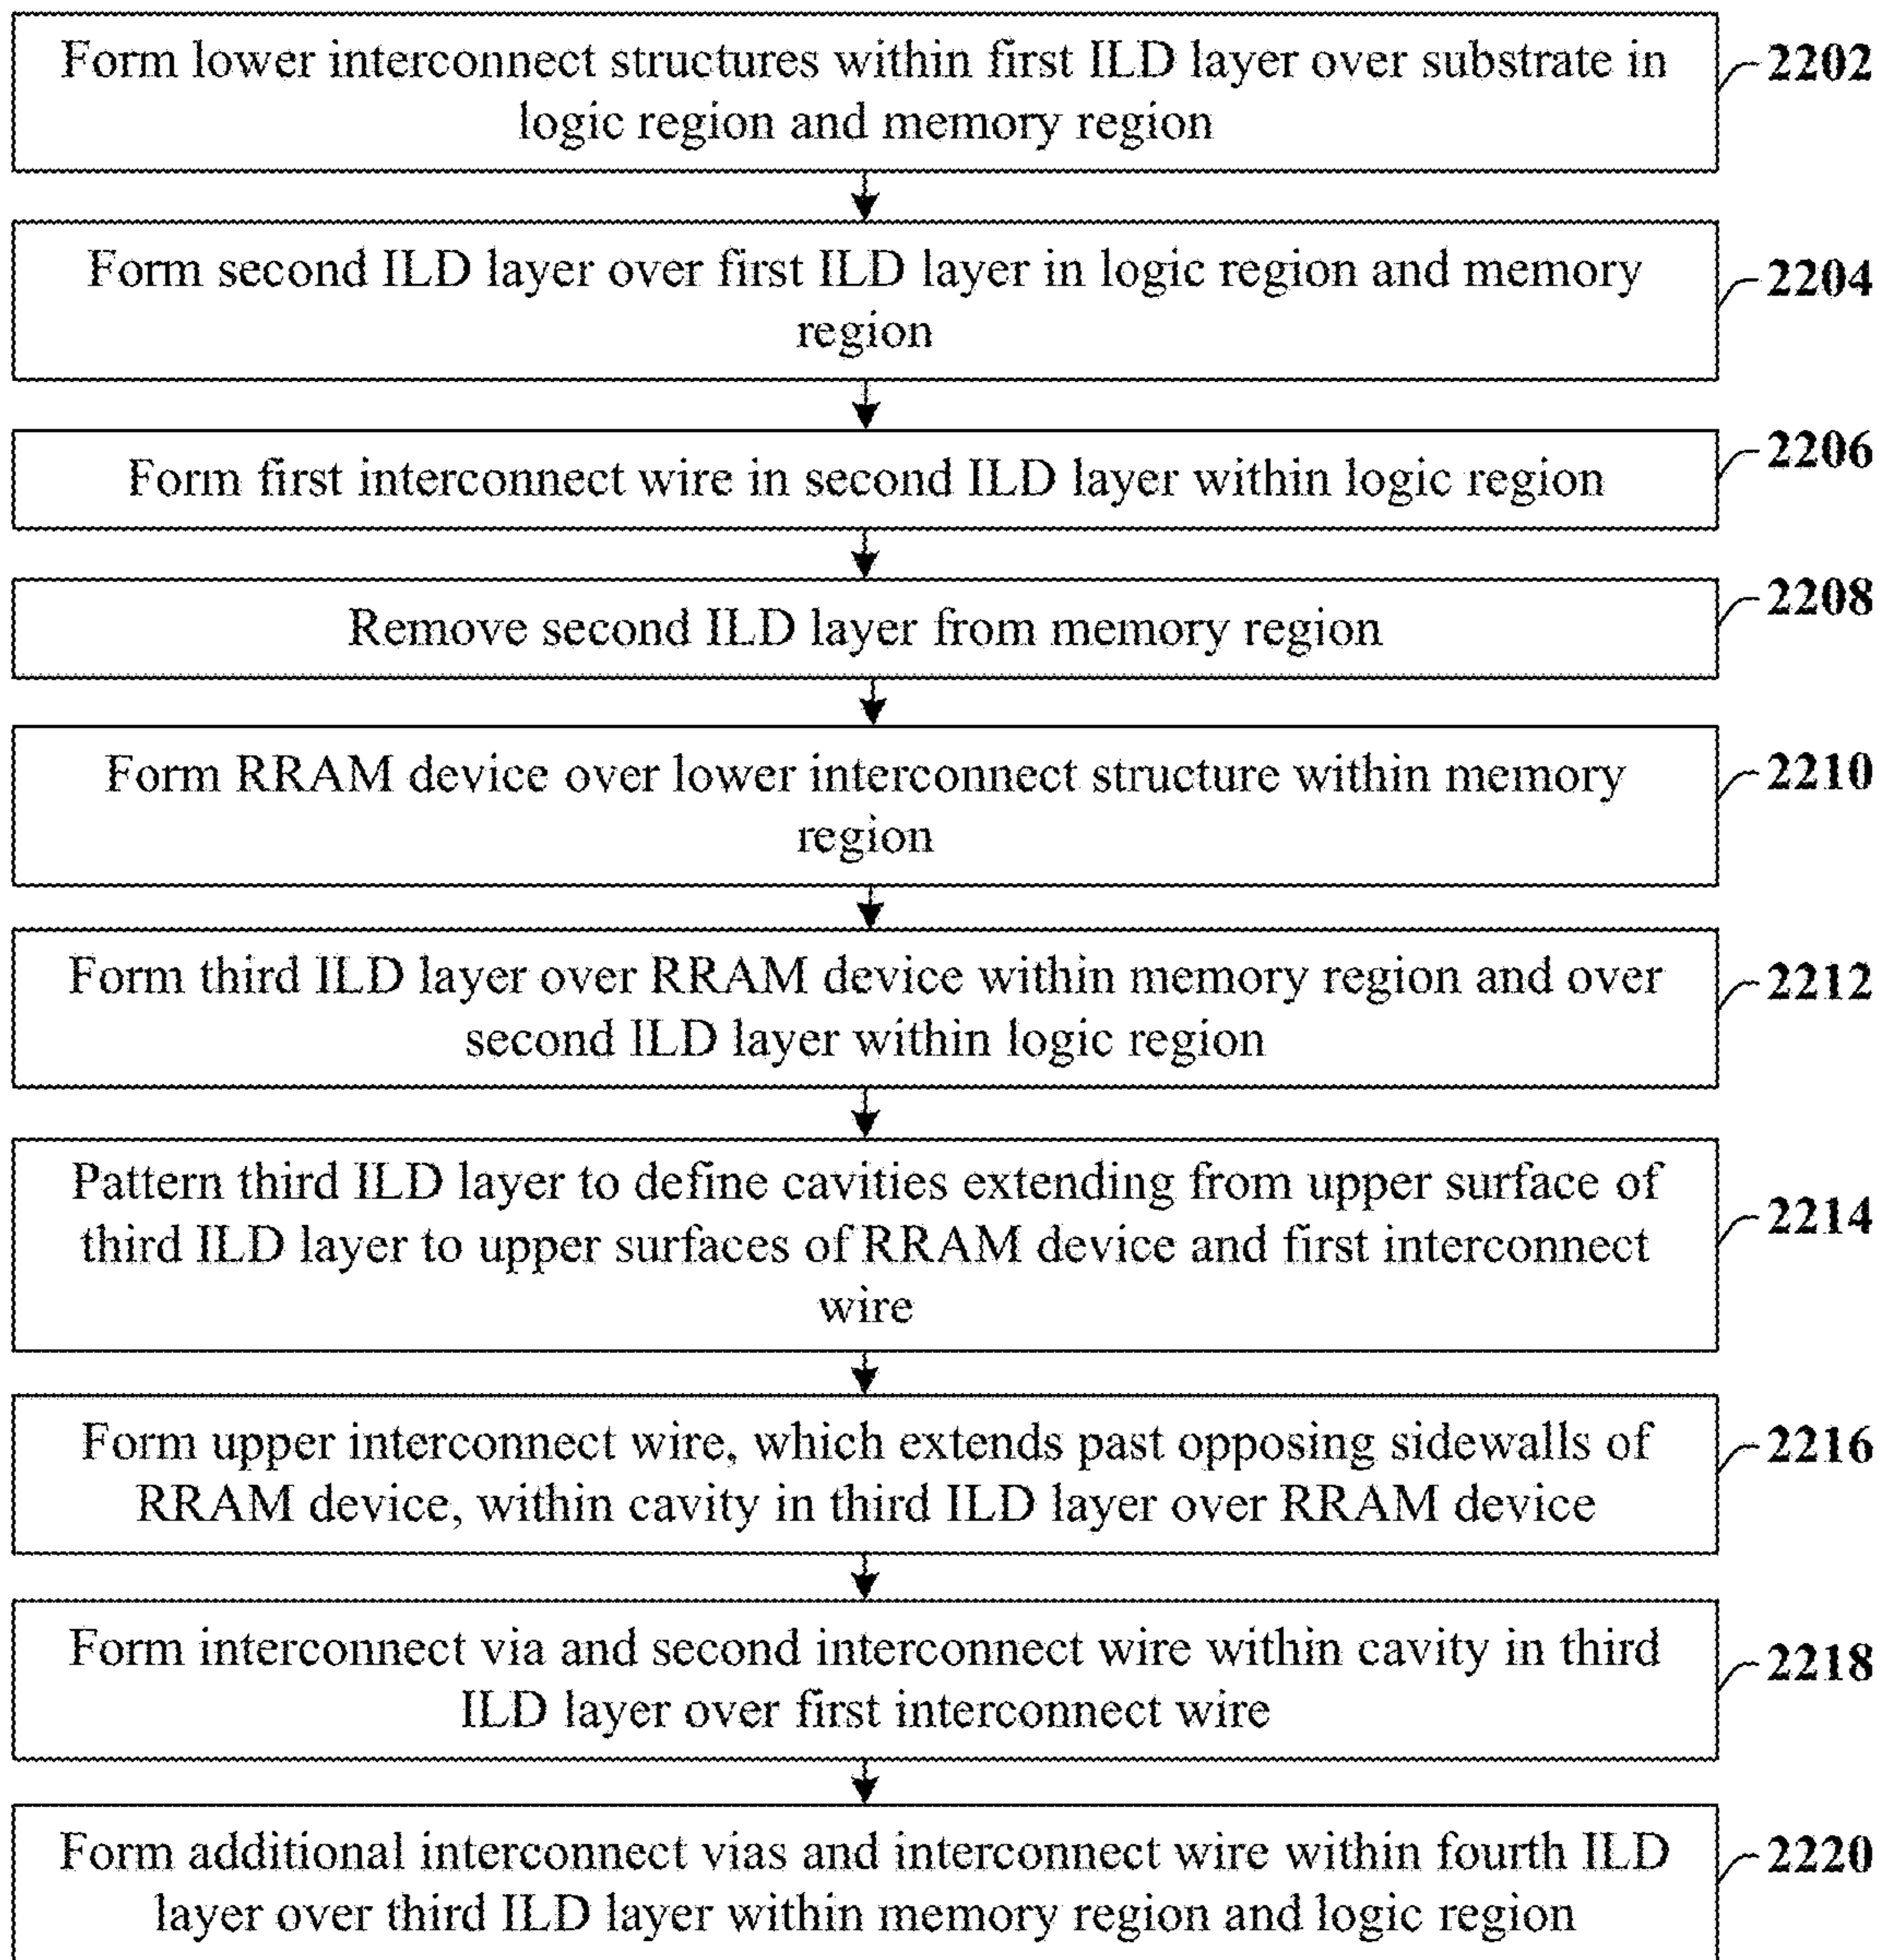 Form lower interconnect structures within first ILD layer over substrate in
logic region and memory region
2202
Form second ILD layer over first ILD layer in logic region and memory
region
2204
Form first interconnect wire in second ILD layer within logic region
2206
Remove second ILD layer from memory region
2208
Form RRAM device over lower interconnect structure within memory
region
2210
Form third ILD layer over RRAM device within memory region and over
second ILD layer within logic region
2212
Pattern third ILD layer to define cavities extending from upper surface of
third ILD layer to upper surfaces of RRAM device and first interconnect
wire
2214
Form upper interconnect wire, which extends past opposing sidewalls of
RRAM device, within cavity in third ILD layer over RRAM device
2216
Form interconnect via and second interconnect wire within cavity in third
ILD layer over first interconnect wire
2218
Form additional interconnect vias and interconnect wire within fourth ILD
layer over third ILD layer within memory region and logic region
2220